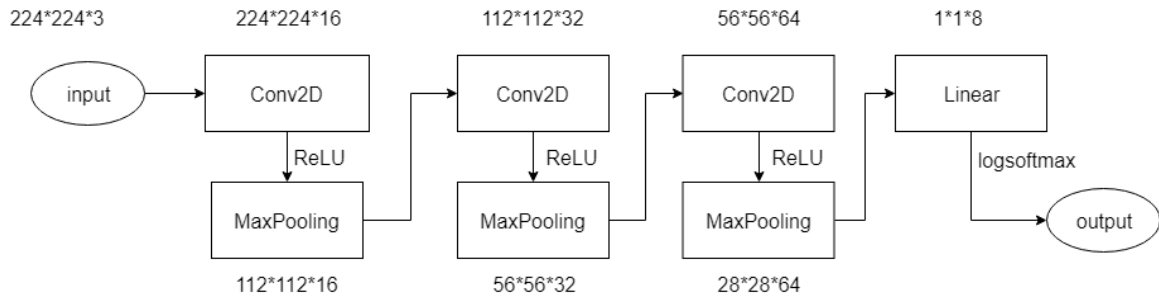 224*224*3
224*224*16
112*112*32
56*56*64
1*1*8
input
Conv2D
Conv2D
Conv2D
Linear
ReLU
ReLU
ReLU
logsoftmax
MaxPooling
MaxPooling
MaxPooling
output
112*112*16
56*56*32
28*28*64